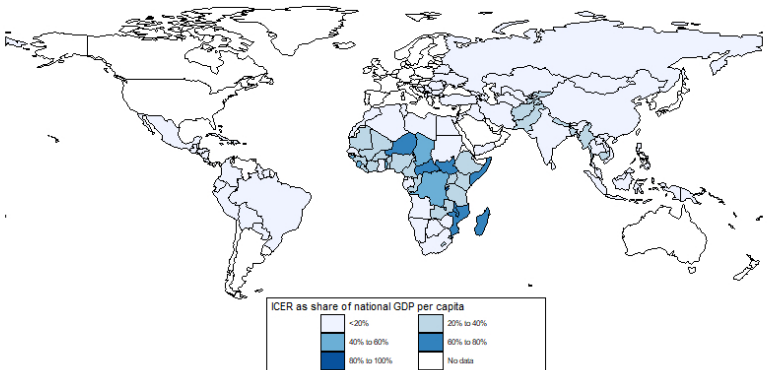 ICER as share of national GDP per capita
<20% 20% to 40%
40% to 60% 60% to 80%
80% to 100% No data